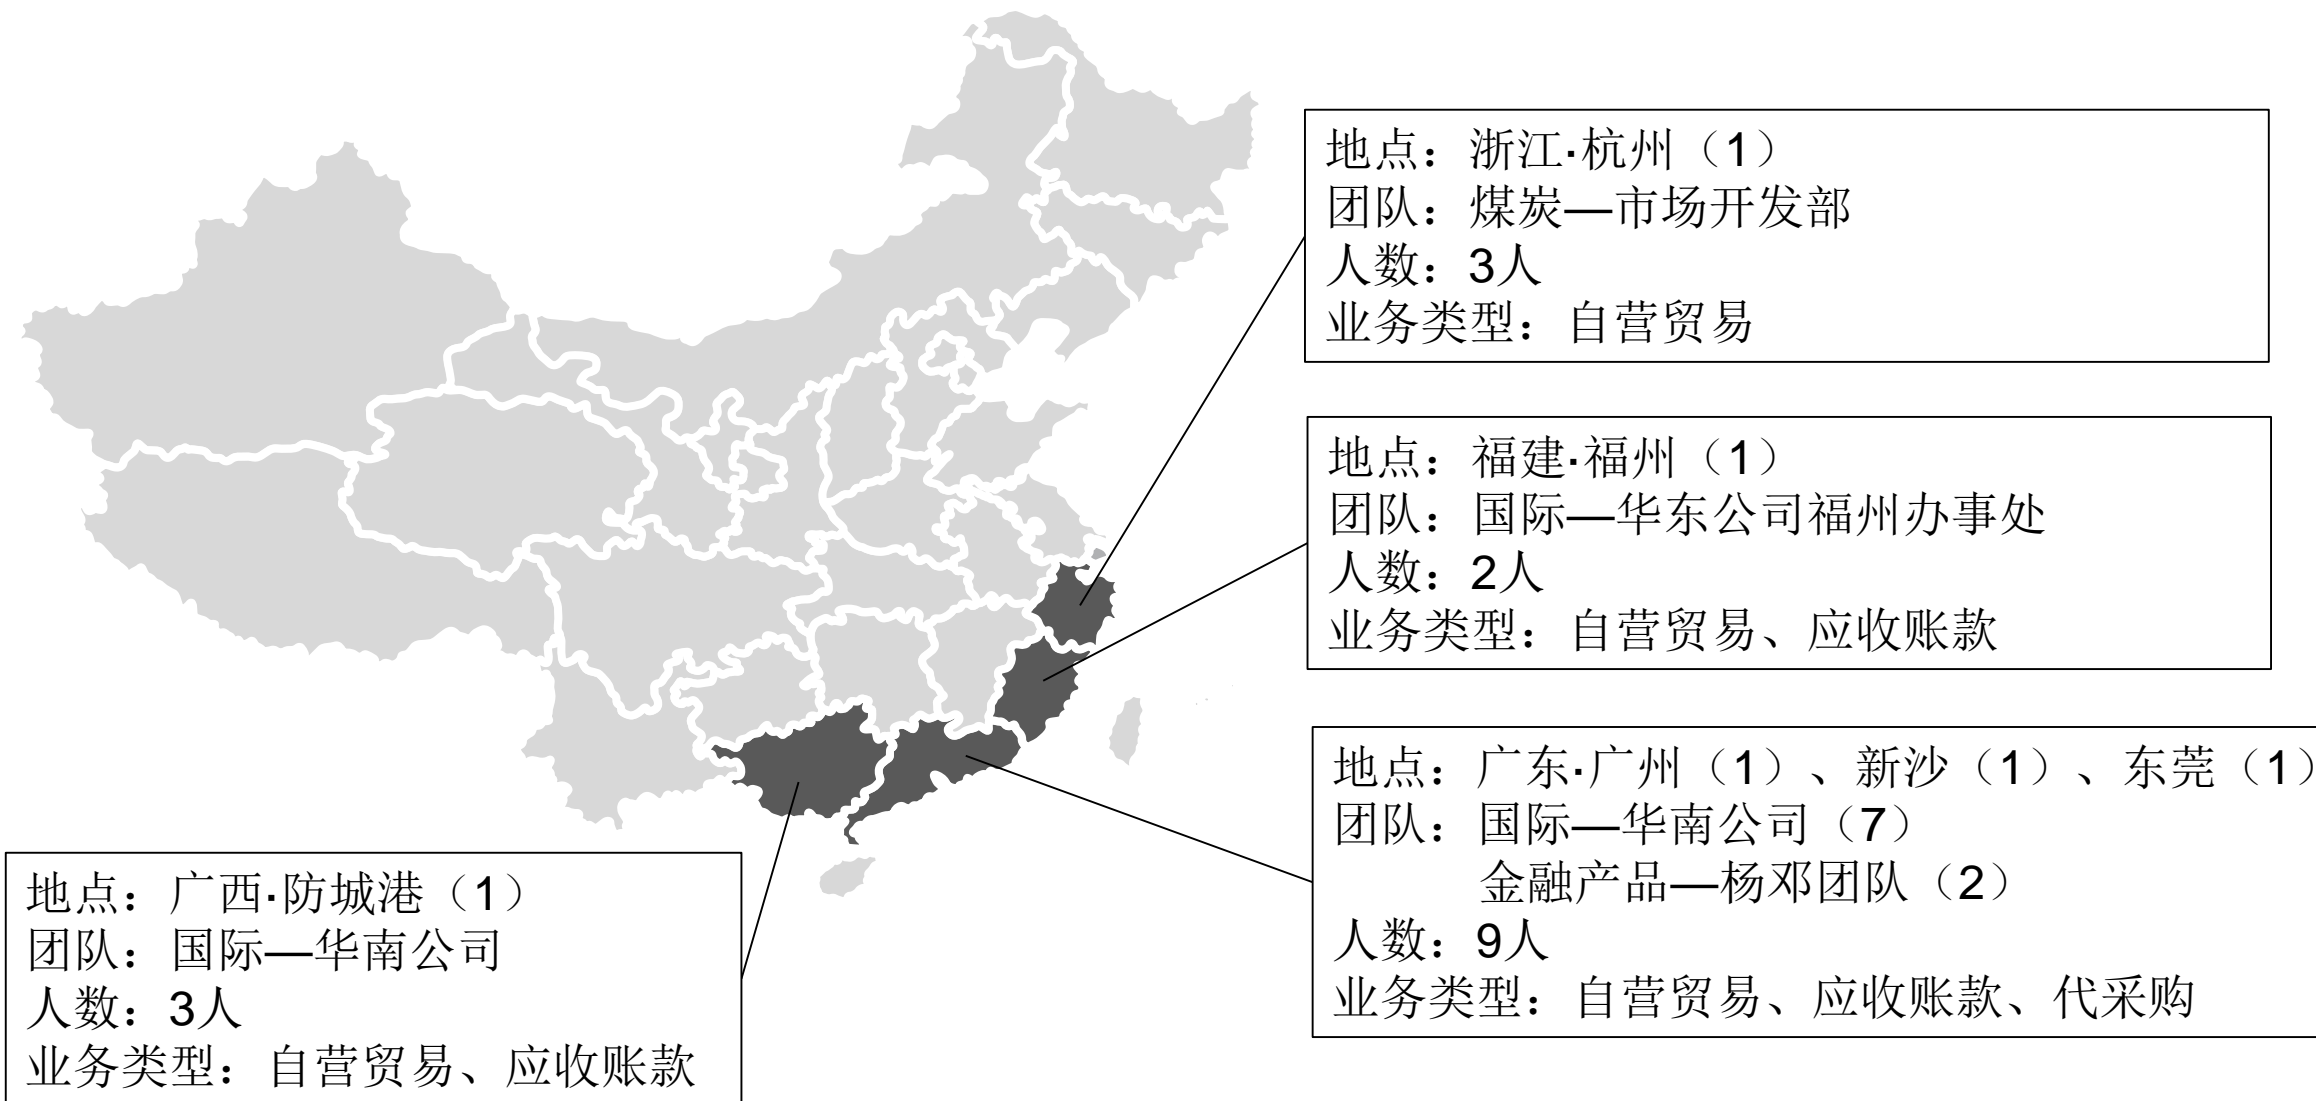 地点：浙江·杭州（1）
团队：煤炭—市场开发部
人数：3人
业务类型：自营贸易
地点：福建·福州（1）
团队：国际—华东公司福州办事处
人数：2人
业务类型：自营贸易、应收账款
地点：广东·广州（1）、新沙（1）、东莞（1）
团队：国际—华南公司（7）
金融产品—杨邓团队（2）
人数：9人
业务类型：自营贸易、应收账款、代采购
地点：广西·防城港（1）
团队：国际—华南公司
人数：3人
业务类型：自营贸易、应收账款